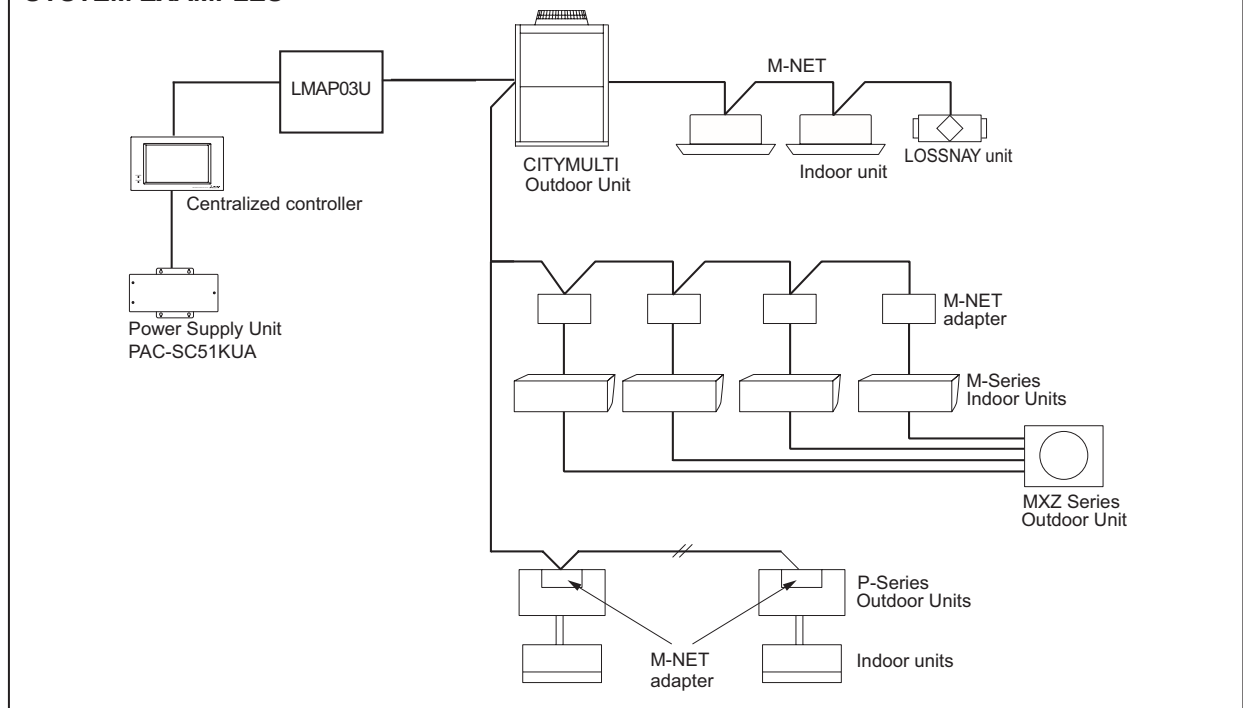 SYSTEM EXAMPLES
M-NET
LMAP03U
CITYMULTI
Outdoor Unit
Indoor unit
LOSSNAY unit
Centralized controller
Power Supply Unit
PAC-SC51KUA
M-NET
adapter
M-Series
Indoor Units
MXZ Series
Outdoor Unit
P-Series
Outdoor Units
M-NET
adapter
Indoor units